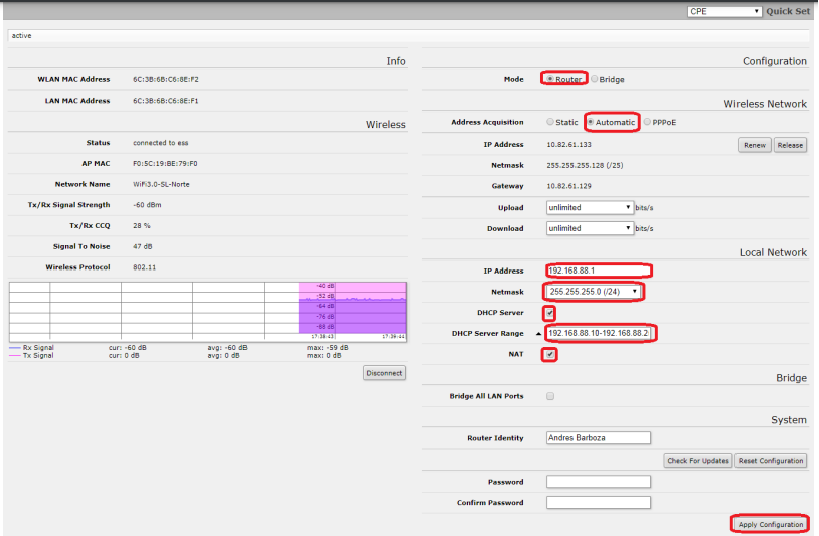 CPE Quick Set
active
Info
WLAN MAC Address 6C:3B:6B:C6:8E:F2
LAN MAC Address 6C:3B:6B:C6:8E:F1
Wireless
Status connected to ess
AP MAC F0:5C:19:BE:79:F0
Network Name WiFi3.0-SL-Norte
Tx/Rx Signal Strength -60 dBm
Tx/Rx CCQ 28 %
Signal To Noise 47 dB
Wireless Protocol 802.11
-40 dB
-52 dB
-64 dB
-76 dB
-88 dB
17:38:43 17:39:44
Rx Signal cur: -60 dB avg: -60 dB max: -59 dB
Tx Signal cur: 0 dB avg: 0 dB max: 0 dB
Disconnect
Configuration
Mode Router Bridge
Wireless Network
Address Acquisition Static Automatic PPPoE
IP Address 10.82.61.133 Renew Release
Netmask 255.255.255.128 (/25)
Gateway 10.82.61.129
Upload unlimited bits/s
Download unlimited bits/s
Local Network
IP Address 192.168.88.1
Netmask 255.255.255.0 (/24)
DHCP Server
DHCP Server Range 192.168.88.10-192.168.88.2
NAT
Bridge
Bridge All LAN Ports
System
Router Identity Andres Barboza
Check For Updates Reset Configuration
Password
Confirm Password
Apply Configuration